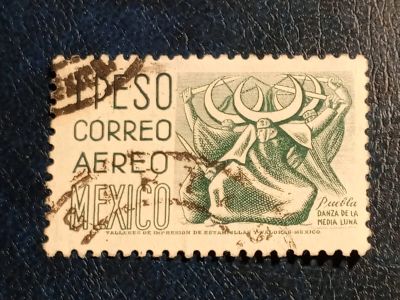 1 PESO
CORREO
AEREO
MEXICO
Puebla
DANZA DE LA
MEDIA LUNA
TALLERES DE IMPRESION DE ESTAMPILLAS Y VALORES-MEXICO